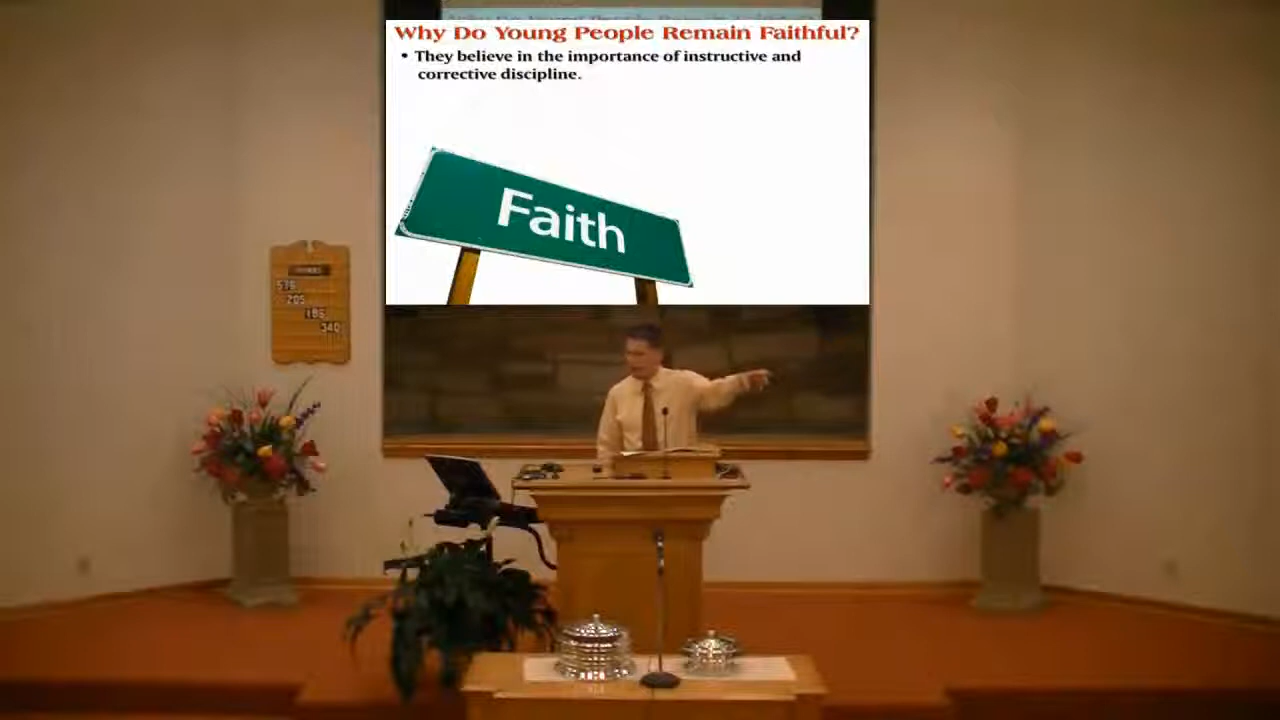 Why Do Young People Remain Faithful?
• They believe in the importance of instructive and
corrective discipline.
Faith
576
205
186
340